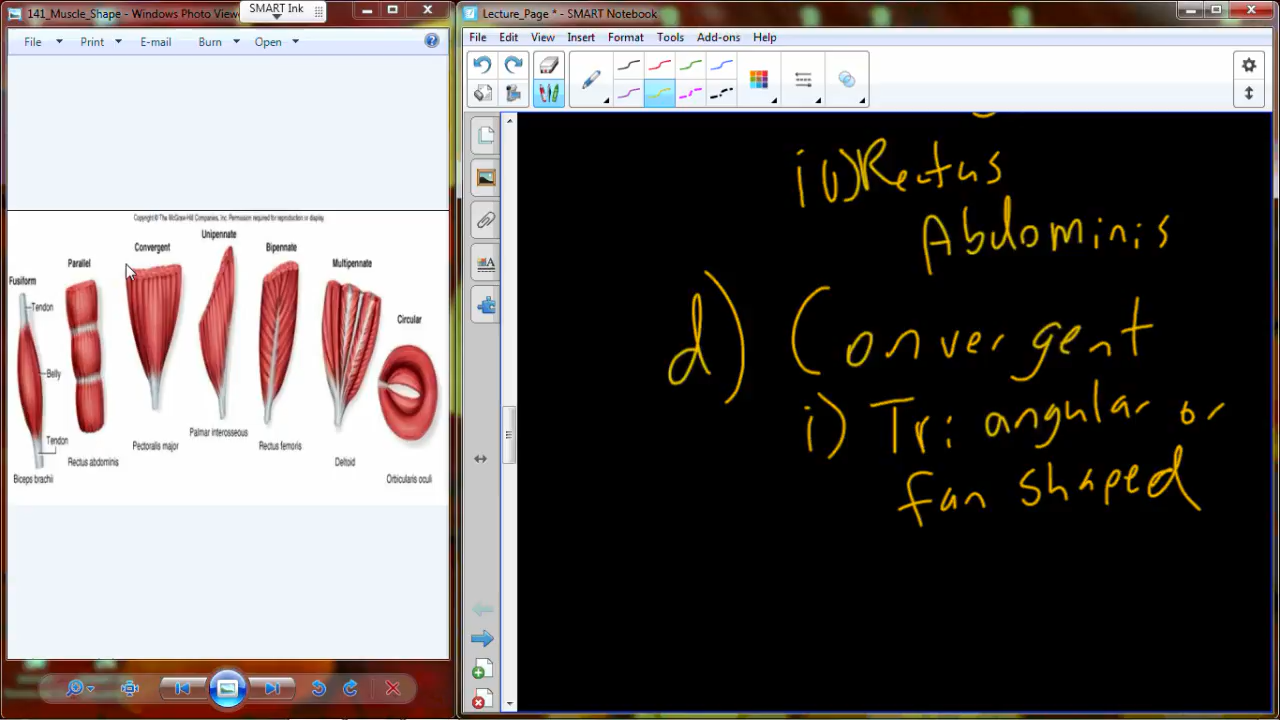 141_Muscle_Shape - Windows Photo Viewe
SMART Ink
File Print E-mail Burn Open
Copyright © The McGraw-Hill Companies, Inc. Permission required for reproduction or display.
Unipennate
Convergent
Bipennate
Parallel
Multipennate
Fusiform
Tendon
Circular
Belly
Tendon
Palmar interosseous
Pectoralis major
Rectus femoris
Rectus abdominis
Deltoid
Biceps brachii
Orbicularis oculi
Lecture_Page * - SMART Notebook
File Edit View Insert Format Tools Add-ons Help
iv) Rectus
Abdominis
d) Convergent
i) Triangular or
fan shaped